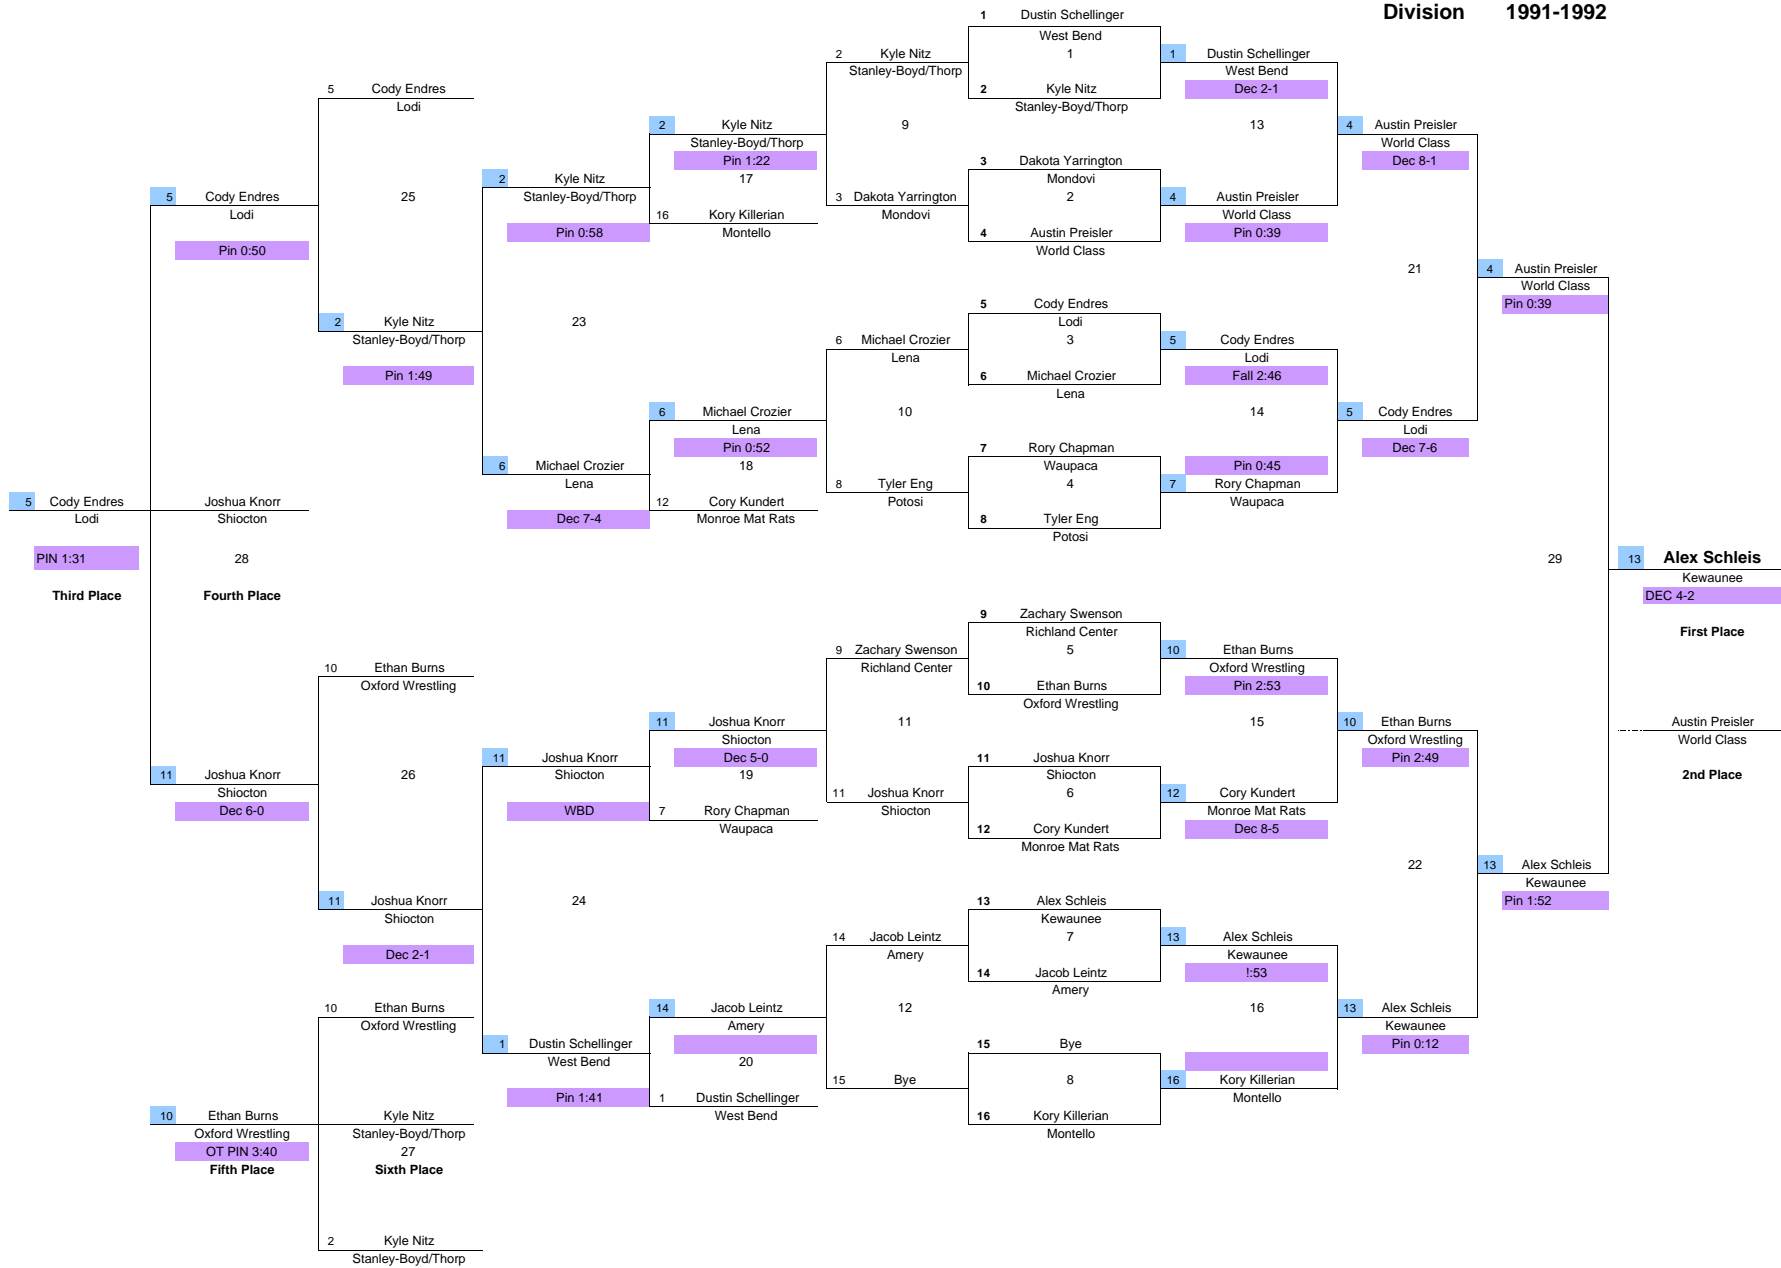 Division 1991-1992
1 Dustin Schellinger
West Bend
1
2 Kyle Nitz
Stanley-Boyd/Thorp
3 Dakota Yarrington
Mondovi
2
4 Austin Preisler
World Class
5 Cody Endres
Lodi
3
6 Michael Crozier
Lena
7 Rory Chapman
Waupaca
4
8 Tyler Eng
Potosi
9 Zachary Swenson
Richland Center
5
10 Ethan Burns
Oxford Wrestling
11 Joshua Knorr
Shiocton
6
12 Cory Kundert
Monroe Mat Rats
13 Alex Schleis
Kewaunee
7
14 Jacob Leintz
Amery
15 Bye
8
16 Kory Killerian
Montello
1 Dustin Schellinger
West Bend
Dec 2-1
13
4 Austin Preisler
World Class
Pin 0:39
5 Cody Endres
Lodi
Fall 2:46
14
Pin 0:45
7 Rory Chapman
Waupaca
10 Ethan Burns
Oxford Wrestling
Pin 2:53
15
12 Cory Kundert
Monroe Mat Rats
Dec 8-5
13 Alex Schleis
Kewaunee
!:53
16
16 Kory Killerian
Montello
4 Austin Preisler
World Class
Dec 8-1
21
5 Cody Endres
Lodi
Dec 7-6
10 Ethan Burns
Oxford Wrestling
Pin 2:49
22
13 Alex Schleis
Kewaunee
Pin 0:12
4 Austin Preisler
World Class
Pin 0:39
29
13 Alex Schleis
Kewaunee
Pin 1:52
13 Alex Schleis
Kewaunee
DEC 4-2
First Place
Austin Preisler
World Class
2nd Place
2 Kyle Nitz
Stanley-Boyd/Thorp
9
3 Dakota Yarrington
Mondovi
6 Michael Crozier
Lena
10
8 Tyler Eng
Potosi
9 Zachary Swenson
Richland Center
11
11 Joshua Knorr
Shiocton
14 Jacob Leintz
Amery
12
15 Bye
2 Kyle Nitz
Stanley-Boyd/Thorp
Pin 1:22
17
16 Kory Killerian
Montello
6 Michael Crozier
Lena
Pin 0:52
18
12 Cory Kundert
Monroe Mat Rats
11 Joshua Knorr
Shiocton
Dec 5-0
19
7 Rory Chapman
Waupaca
14 Jacob Leintz
Amery
20
1 Dustin Schellinger
West Bend
2 Kyle Nitz
Stanley-Boyd/Thorp
Pin 0:58
23
6 Michael Crozier
Lena
Dec 7-4
11 Joshua Knorr
Shiocton
WBD
24
1 Dustin Schellinger
West Bend
Pin 1:41
5 Cody Endres
Lodi
25
2 Kyle Nitz
Stanley-Boyd/Thorp
Pin 1:49
10 Ethan Burns
Oxford Wrestling
26
11 Joshua Knorr
Shiocton
Dec 2-1
5 Cody Endres
Lodi
Pin 0:50
Joshua Knorr
Shiocton
28
Fourth Place
11 Joshua Knorr
Shiocton
Dec 6-0
5 Cody Endres
Lodi
PIN 1:31
Third Place
10 Ethan Burns
Oxford Wrestling
Kyle Nitz
Stanley-Boyd/Thorp
27
Sixth Place
2 Kyle Nitz
Stanley-Boyd/Thorp
10 Ethan Burns
Oxford Wrestling
OT PIN 3:40
Fifth Place